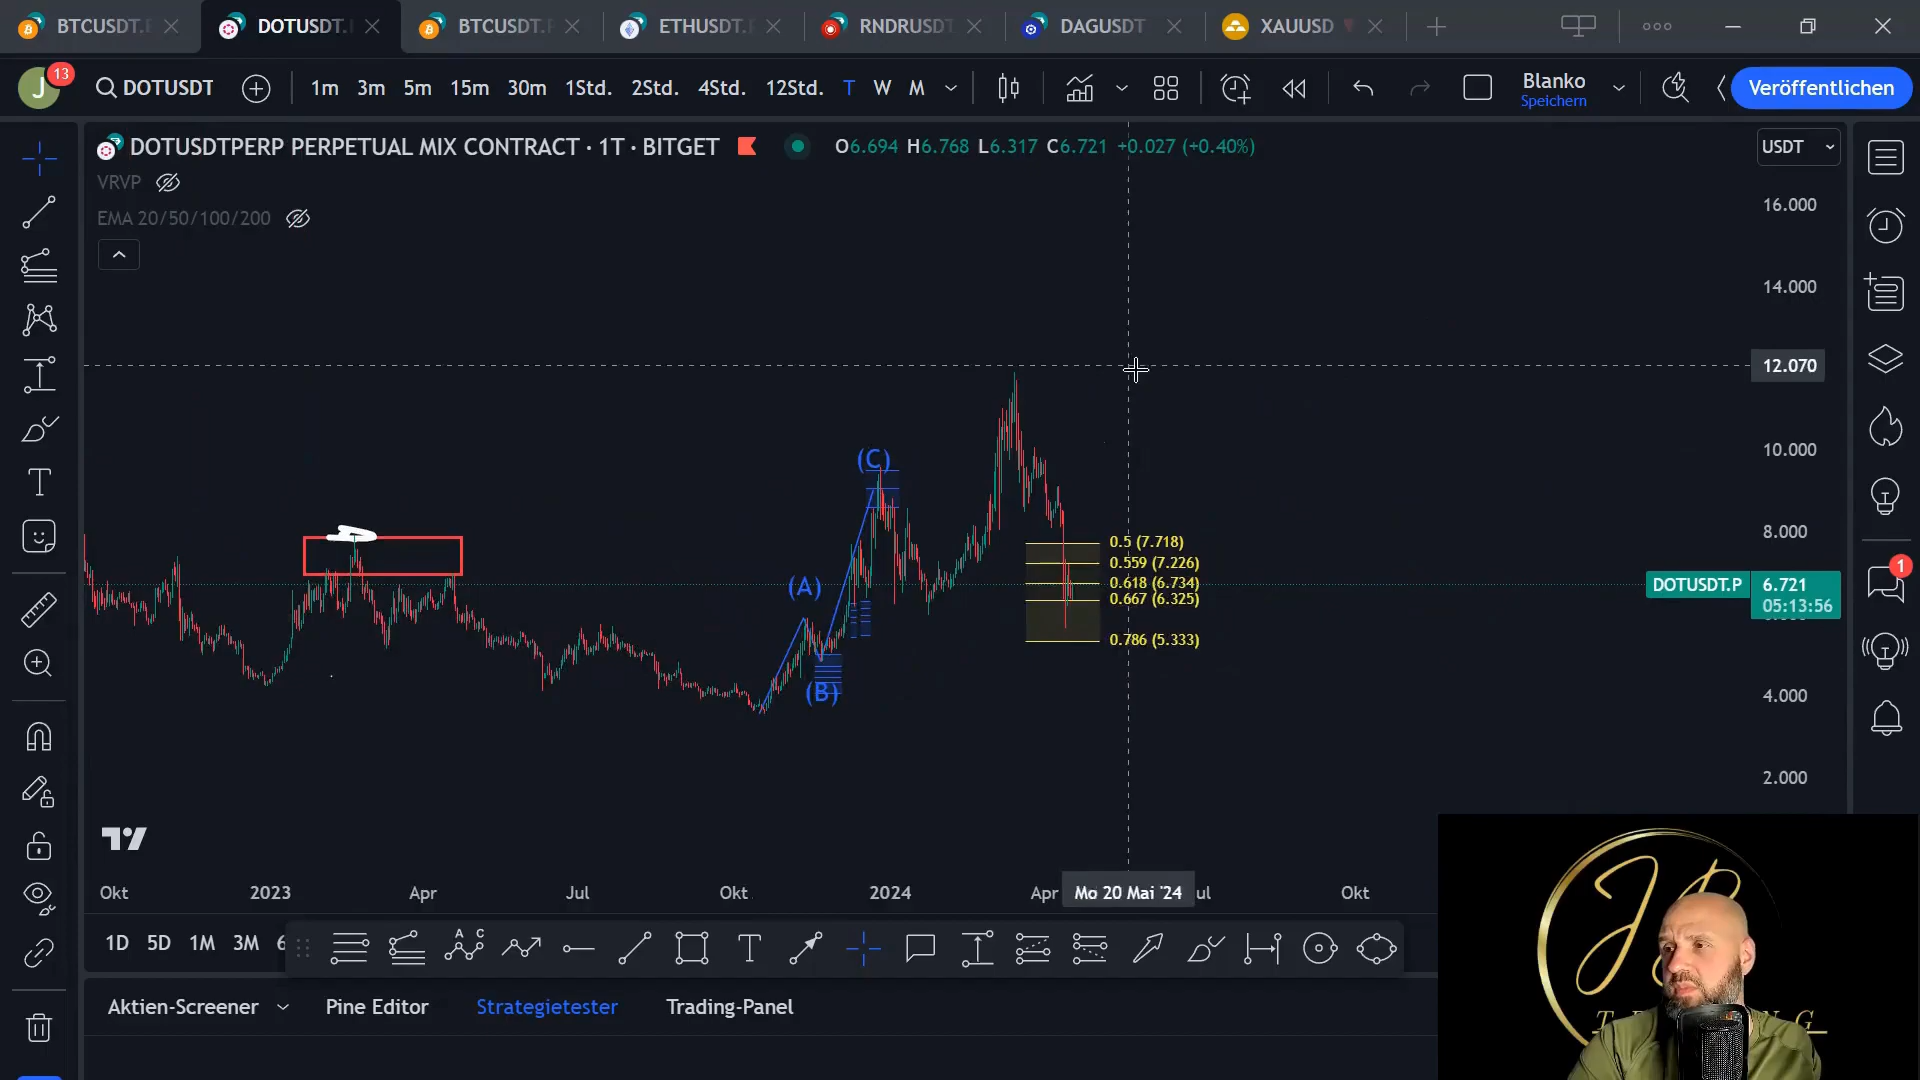 BTCUSDT.
DOTUSDT.
BTCUSDT.
ETHUSDT.
RNDRUSDT
DAGUSDT
XAUUSD
J
13
DOTUSDT
1m 3m 5m 15m 30m 1Std. 2Std. 4Std. 12Std. T W M
Blanko
Speichern
Veröffentlichen
DOTUSDTPERP PERPETUAL MIX CONTRACT · 1T · BITGET
O6.694 H6.768 L6.317 C6.721 +0.027 (+0.40%)
USDT
VRVP
EMA 20/50/100/200
16.000
14.000
12.070
10.000
8.000
DOTUSDT.P 6.721
05:13:56
4.000
2.000
1
(C)
(A)
(B)
0.5 (7.718)
0.559 (7.226)
0.618 (6.734)
0.667 (6.325)
0.786 (5.333)
Okt 2023 Apr Jul Okt 2024 Apr Mo 20 Mai '24 ul Okt
1D 5D 1M 3M 6
A C
Aktien-Screener Pine Editor Strategietester Trading-Panel